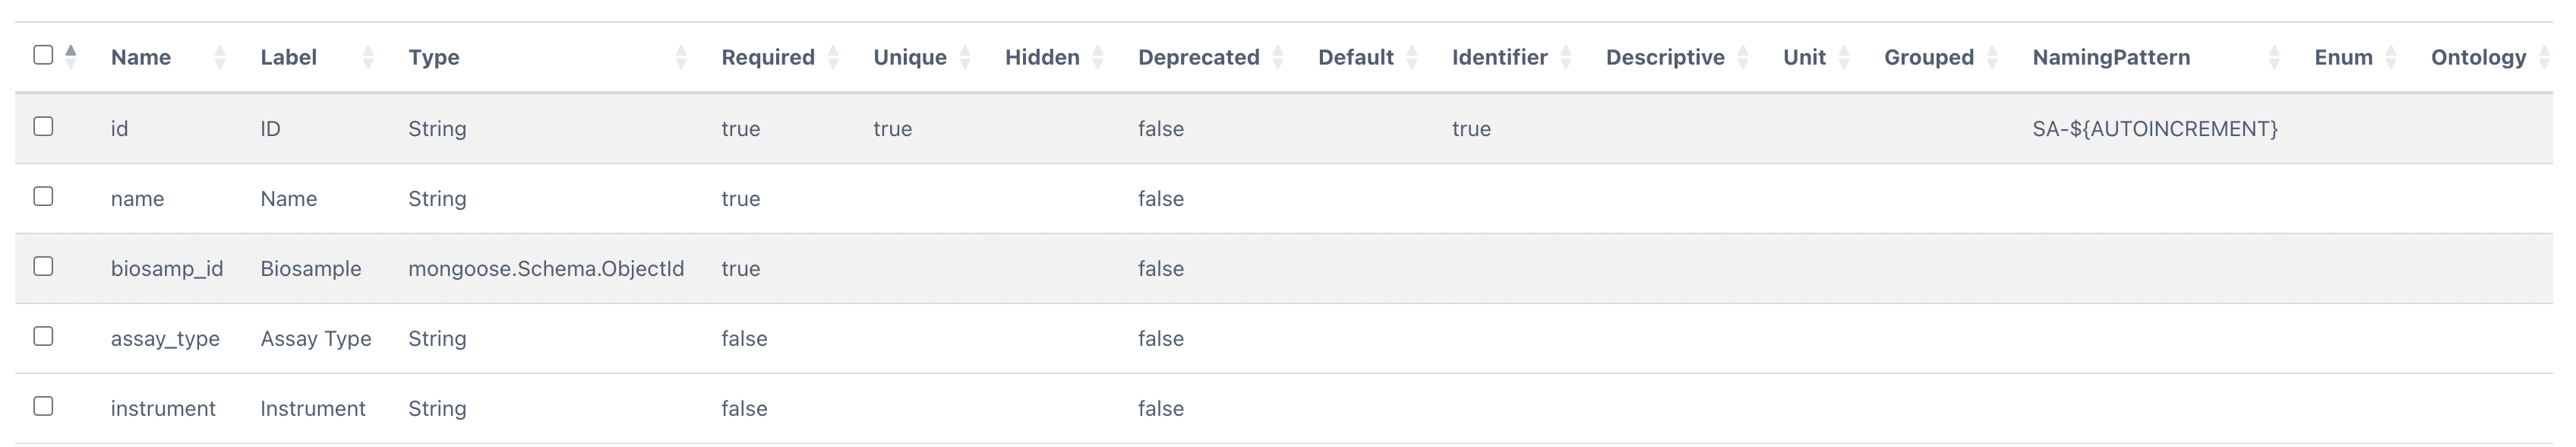 Name Label Type Required Unique Hidden Deprecated Default Identifier Descriptive Unit Grouped NamingPattern Enum Ontology
id ID String true true false true SA-${AUTOINCREMENT}
name Name String true false
biosamp_id Biosample mongoose.Schema.ObjectId true false
assay_type Assay Type String false false
instrument Instrument String false false